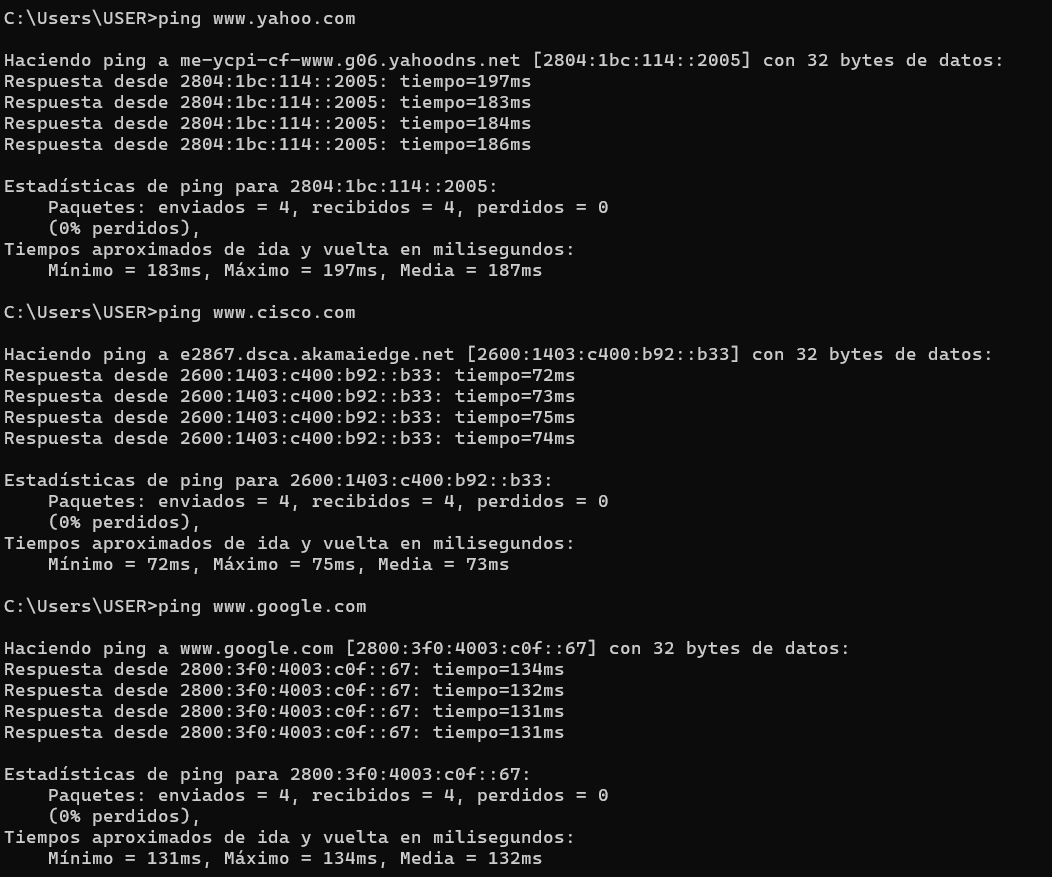 C:\Users\USER>ping www.yahoo.com
Haciendo ping a me-ycpi-cf-www.g06.yahoodns.net [2804:1bc:114::2005] con 32 bytes de datos:
Respuesta desde 2804:1bc:114::2005: tiempo=197ms
Respuesta desde 2804:1bc:114::2005: tiempo=183ms
Respuesta desde 2804:1bc:114::2005: tiempo=184ms
Respuesta desde 2804:1bc:114::2005: tiempo=186ms
Estadísticas de ping para 2804:1bc:114::2005:
    Paquetes: enviados = 4, recibidos = 4, perdidos = 0
    (0% perdidos),
Tiempos aproximados de ida y vuelta en milisegundos:
    Mínimo = 183ms, Máximo = 197ms, Media = 187ms
C:\Users\USER>ping www.cisco.com
Haciendo ping a e2867.dsca.akamaiedge.net [2600:1403:c400:b92::b33] con 32 bytes de datos:
Respuesta desde 2600:1403:c400:b92::b33: tiempo=72ms
Respuesta desde 2600:1403:c400:b92::b33: tiempo=73ms
Respuesta desde 2600:1403:c400:b92::b33: tiempo=75ms
Respuesta desde 2600:1403:c400:b92::b33: tiempo=74ms
Estadísticas de ping para 2600:1403:c400:b92::b33:
    Paquetes: enviados = 4, recibidos = 4, perdidos = 0
    (0% perdidos),
Tiempos aproximados de ida y vuelta en milisegundos:
    Mínimo = 72ms, Máximo = 75ms, Media = 73ms
C:\Users\USER>ping www.google.com
Haciendo ping a www.google.com [2800:3f0:4003:c0f::67] con 32 bytes de datos:
Respuesta desde 2800:3f0:4003:c0f::67: tiempo=134ms
Respuesta desde 2800:3f0:4003:c0f::67: tiempo=132ms
Respuesta desde 2800:3f0:4003:c0f::67: tiempo=131ms
Respuesta desde 2800:3f0:4003:c0f::67: tiempo=131ms
Estadísticas de ping para 2800:3f0:4003:c0f::67:
    Paquetes: enviados = 4, recibidos = 4, perdidos = 0
    (0% perdidos),
Tiempos aproximados de ida y vuelta en milisegundos:
    Mínimo = 131ms, Máximo = 134ms, Media = 132ms